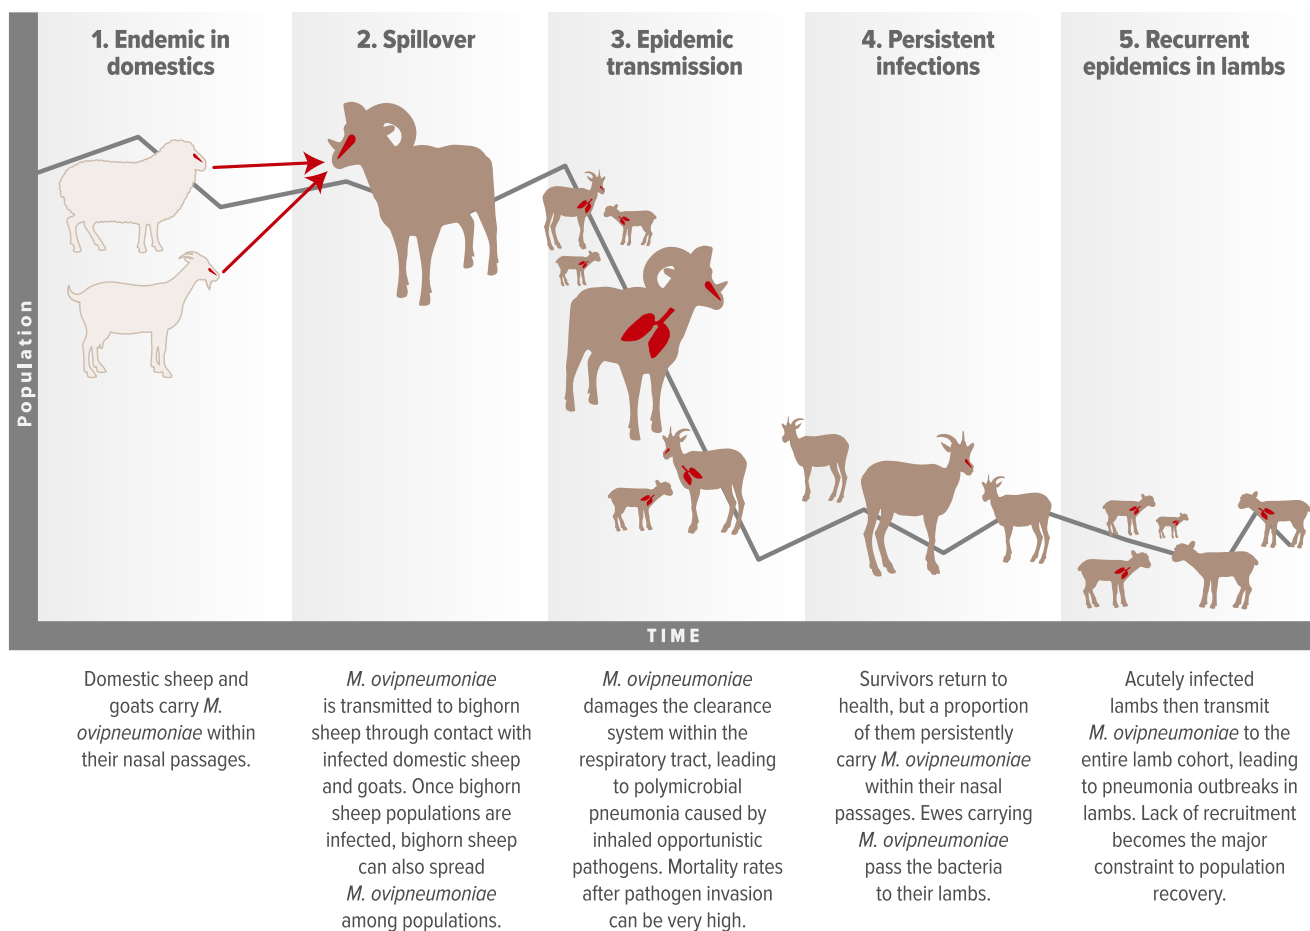 1. Endemic in
domestics
2. Spillover
3. Epidemic
transmission
4. Persistent
infections
5. Recurrent
epidemics in lambs
Population
TIME
Domestic sheep and
goats carry M.
ovipneumoniae within
their nasal passages.
M. ovipneumoniae
is transmitted to bighorn
sheep through contact with
infected domestic sheep
and goats. Once bighorn
sheep populations are
infected, bighorn sheep
can also spread
M. ovipneumoniae
among populations.
M. ovipneumoniae
damages the clearance
system within the
respiratory tract, leading
to polymicrobial
pneumonia caused by
inhaled opportunistic
pathogens. Mortality rates
after pathogen invasion
can be very high.
Survivors return to
health, but a proportion
of them persistently
carry M. ovipneumoniae
within their nasal
passages. Ewes carrying
M. ovipneumoniae
pass the bacteria
to their lambs.
Acutely infected
lambs then transmit
M. ovipneumoniae to the
entire lamb cohort, leading
to pneumonia outbreaks in
lambs. Lack of recruitment
becomes the major
constraint to population
recovery.